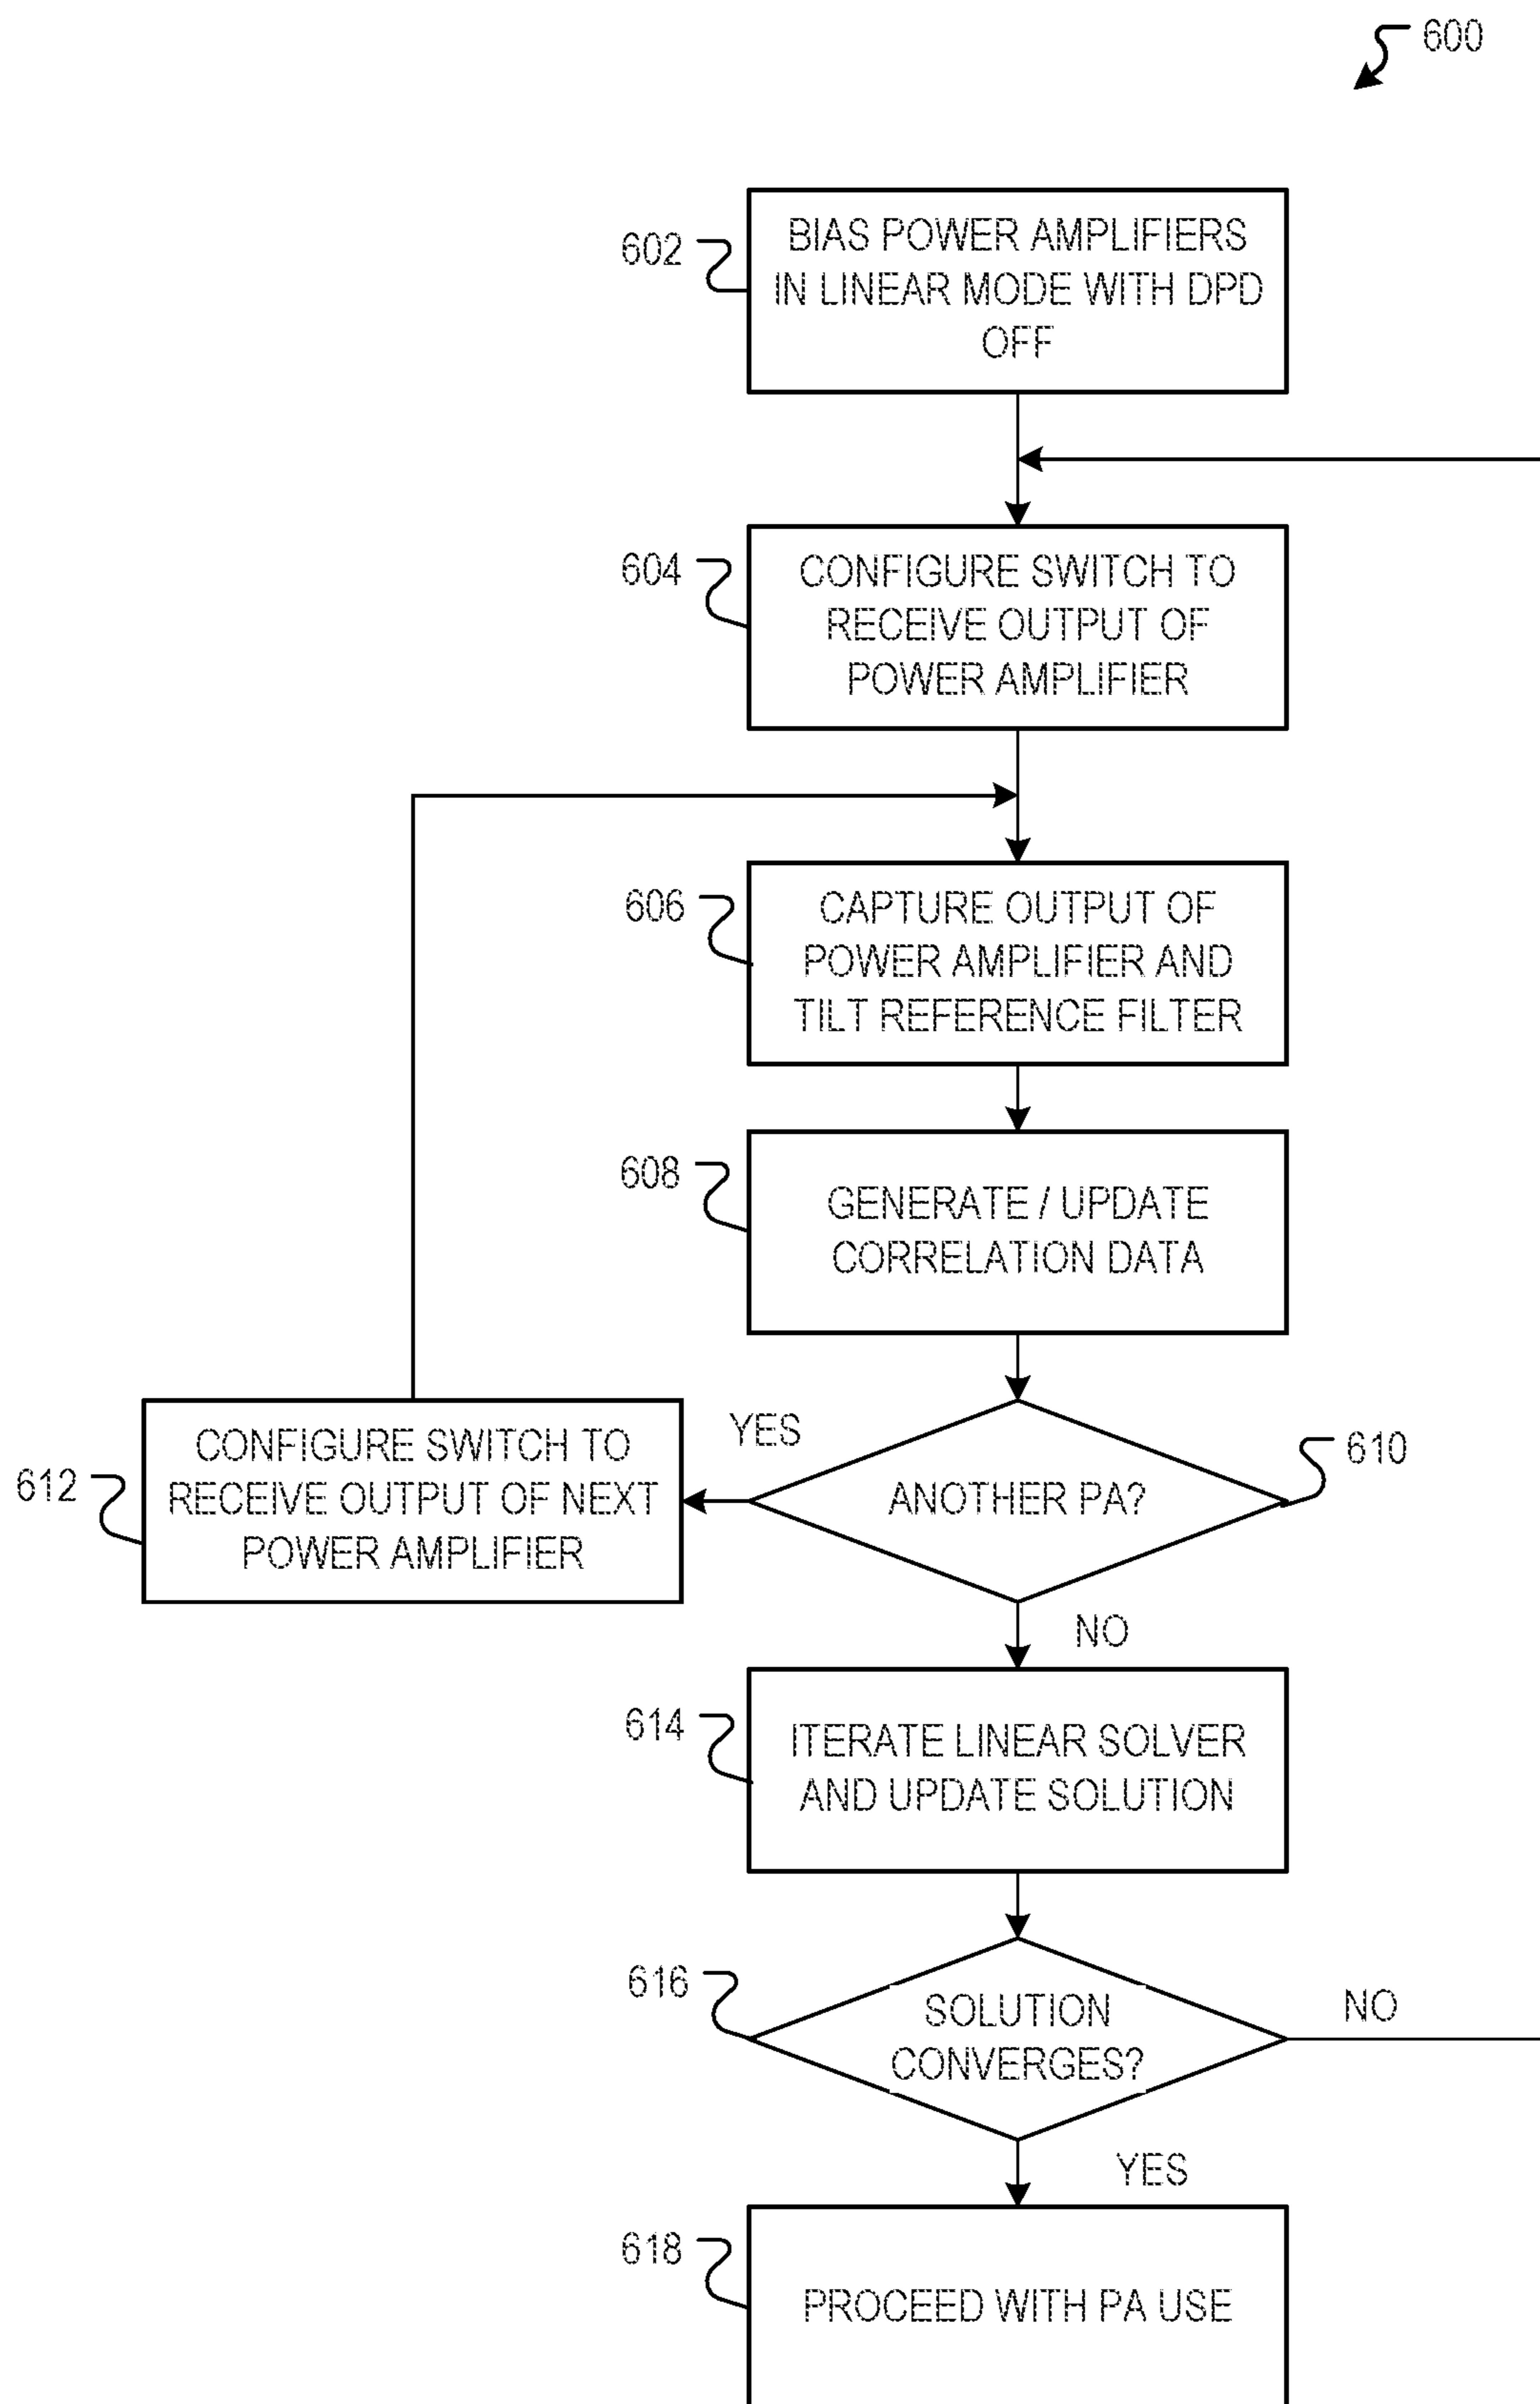 600
602
BIAS POWER AMPLIFIERS
IN LINEAR MODE WITH DPD
OFF
604
CONFIGURE SWITCH TO
RECEIVE OUTPUT OF
POWER AMPLIFIER
606
CAPTURE OUTPUT OF
POWER AMPLIFIER AND
TILT REFERENCE FILTER
608
GENERATE / UPDATE
CORRELATION DATA
612
CONFIGURE SWITCH TO
RECEIVE OUTPUT OF NEXT
POWER AMPLIFIER
YES
ANOTHER PA?
610
NO
614
ITERATE LINEAR SOLVER
AND UPDATE SOLUTION
616
SOLUTION
CONVERGES?
NO
YES
618
PROCEED WITH PA USE